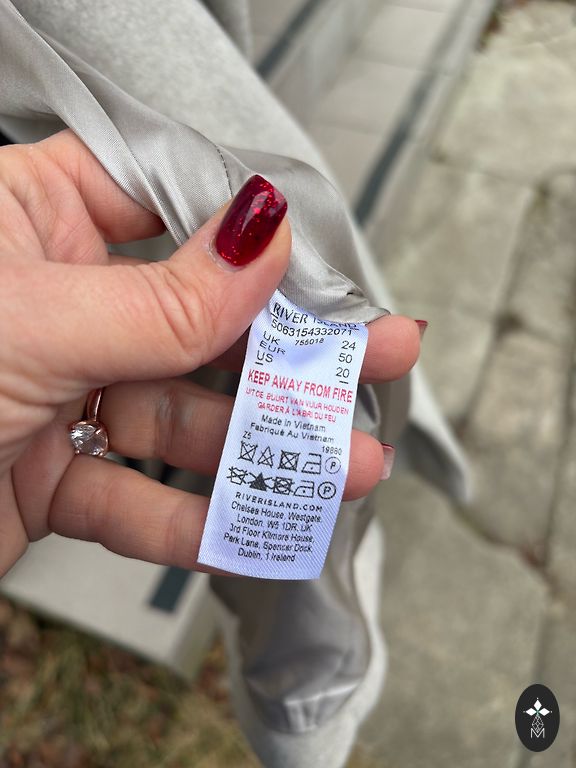 RIVER ISLAND
5063154332071
755018
UK 24
EUR 50
US 20
KEEP AWAY FROM FIRE
UIT DE BUURT VAN VUUR HOUDEN
GARDER À L'ABRI DU FEU
Made in Vietnam
Fabriqué Au Vietnam
Z5 19880
P
P
RIVERISLAND.COM
Chelsea House, Westgate,
London. W5 1DR. UK.
3rd Floor Kilmore House,
Park Lane, Spencer Dock,
Dublin, 1 Ireland
M